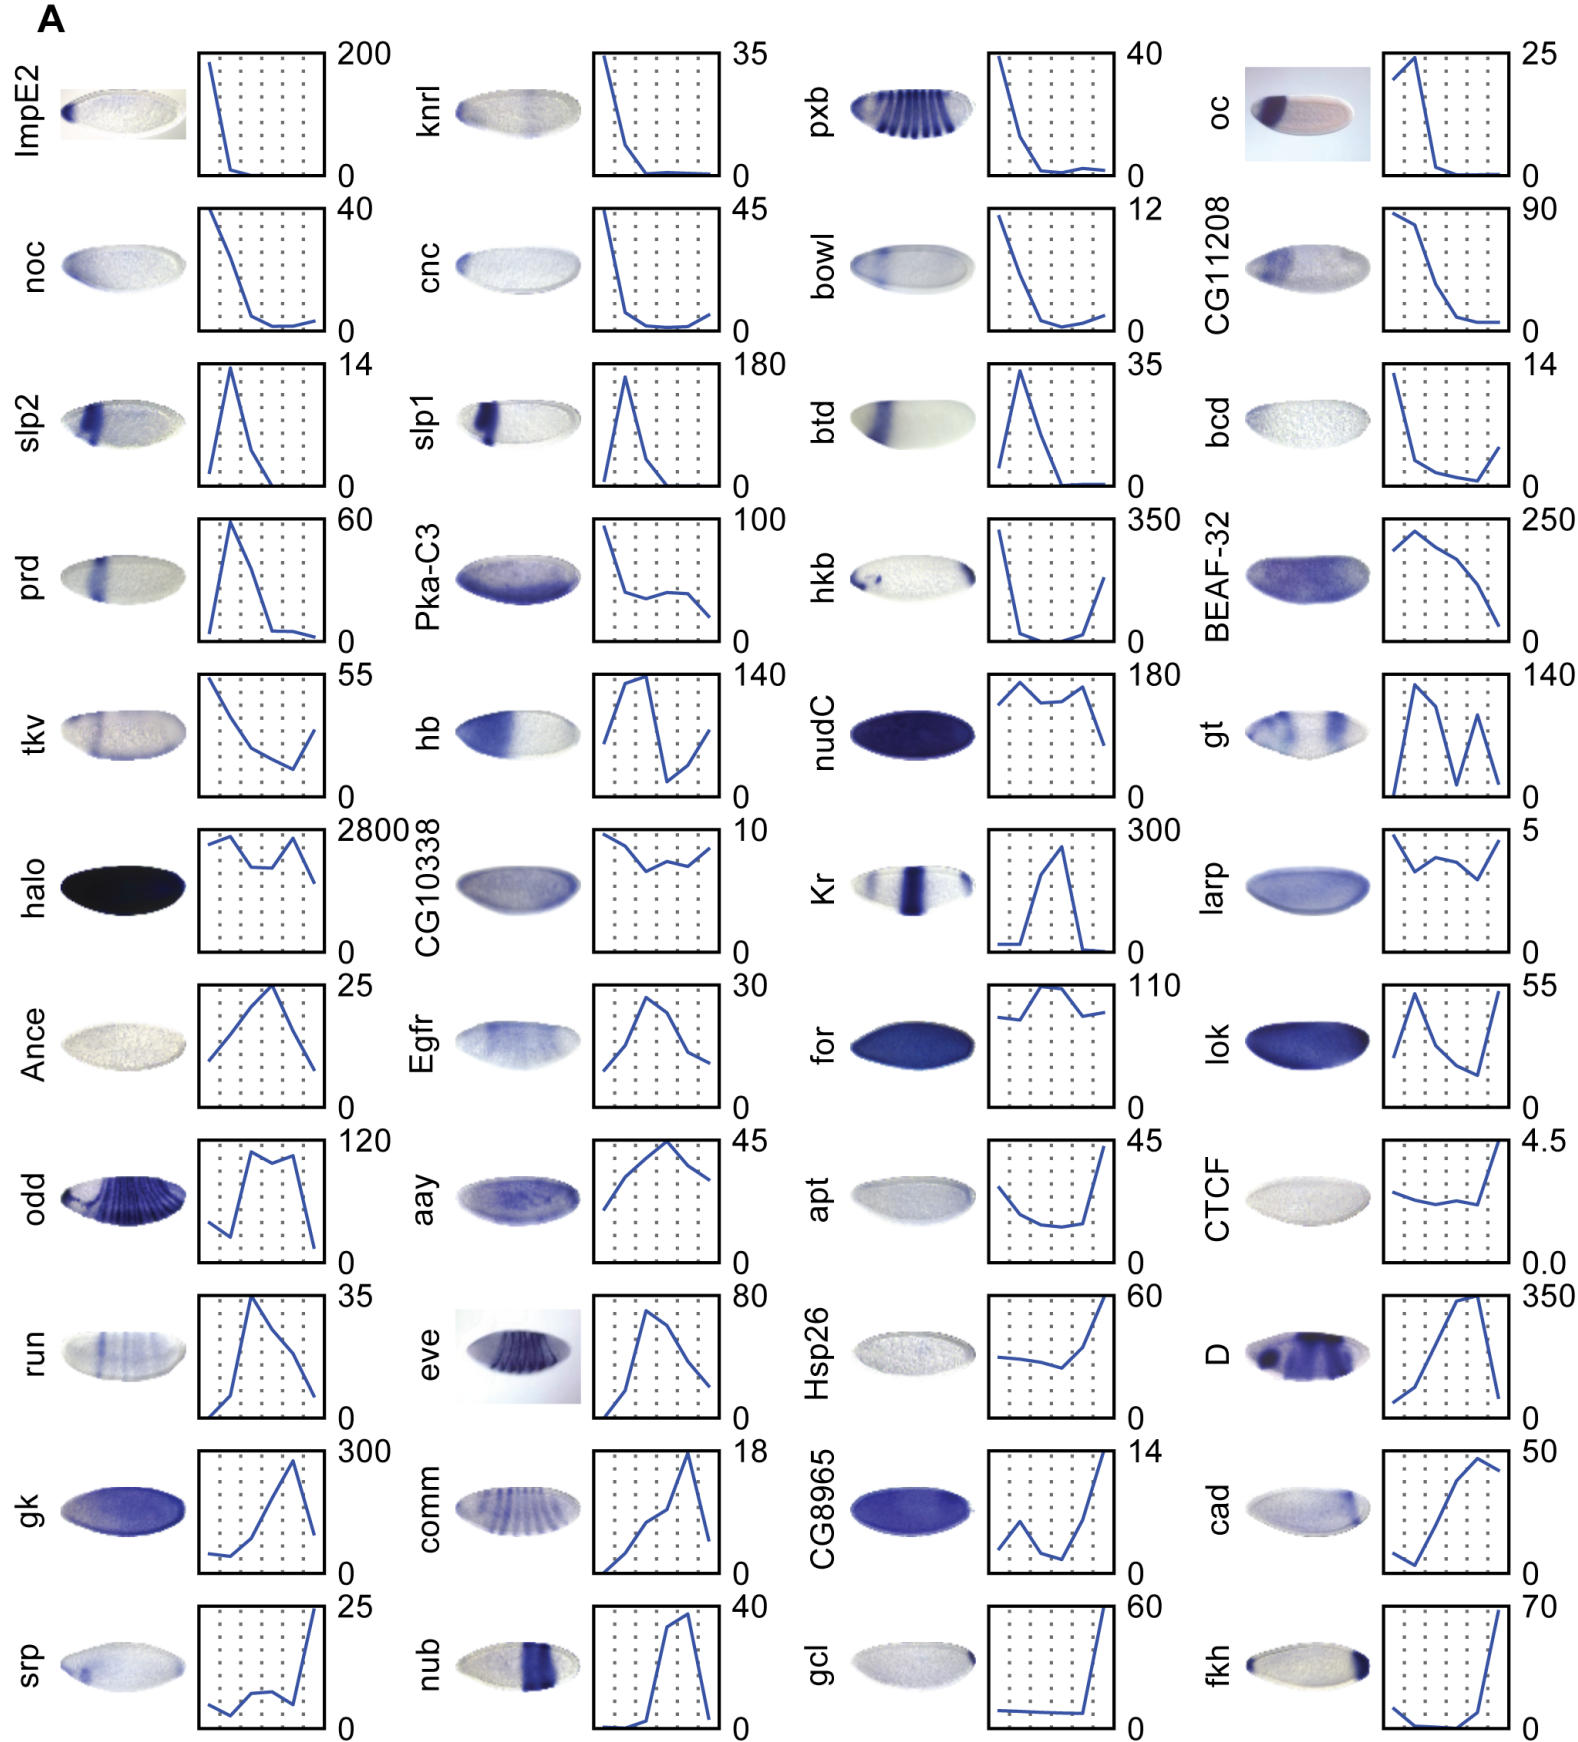 A
ImpE2 200 0 knrl 35 0 pxb 40 0 oc 25 0
noc 40 0 cnc 45 0 bowl 12 0 CG11208 90 0
slp2 14 0 slp1 180 0 btd 35 0 bcd 14 0
prd 60 0 Pka-C3 100 0 hkb 350 0 BEAF-32 250 0
tkv 55 0 hb 140 0 nudC 180 0 gt 140 0
halo 2800 0 CG10338 10 0 Kr 300 0 larp 5 0
Ance 25 0 Egfr 30 0 for 110 0 lok 55 0
odd 120 0 aay 45 0 apt 45 0 CTCF 4.5 0.0
run 35 0 eve 80 0 Hsp26 60 0 D 350 0
gk 300 0 comm 18 0 CG8965 14 0 cad 50 0
srp 25 0 nub 40 0 gcl 60 0 fkh 70 0